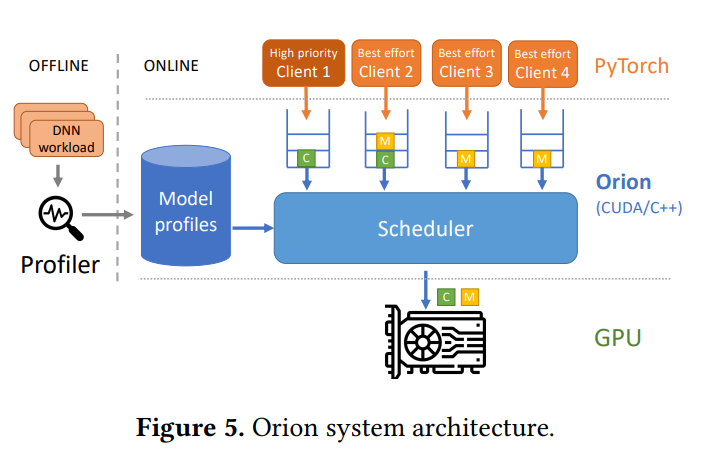 OFFLINE
ONLINE
High priority
Client 1
Best effort
Client 2
Best effort
Client 3
Best effort
Client 4
PyTorch
DNN
workload
C
M
C
M
M
Model
profiles
Scheduler
Orion
(CUDA/C++)
Profiler
C M
GPU
Figure 5. Orion system architecture.